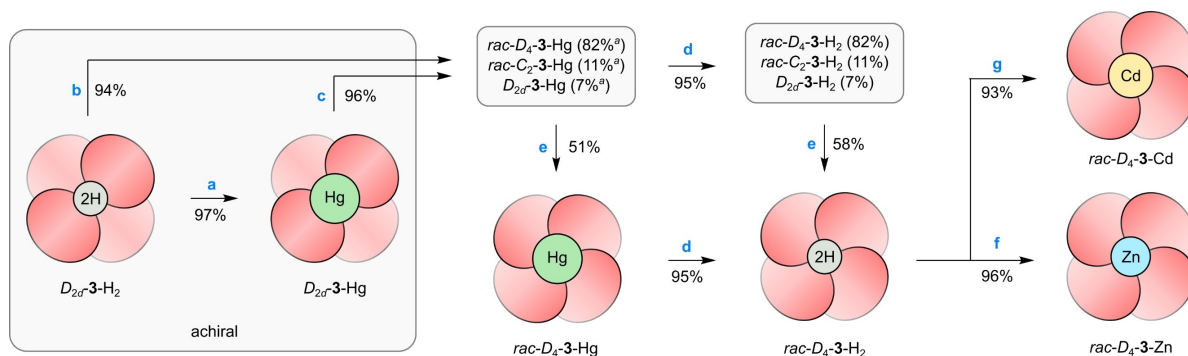 b
94%
c
96%
2H
a
97%
Hg
D2d-3-H2
D2d-3-Hg
achiral
rac-D4-3-Hg (82%ᵃ)
rac-C2-3-Hg (11%ᵃ)
D2d-3-Hg (7%ᵃ)
d
95%
rac-D4-3-H2 (82%)
rac-C2-3-H2 (11%)
D2d-3-H2 (7%)
e
51%
e
58%
Hg
d
95%
2H
rac-D4-3-Hg
rac-D4-3-H2
g
93%
Cd
rac-D4-3-Cd
f
96%
Zn
rac-D4-3-Zn